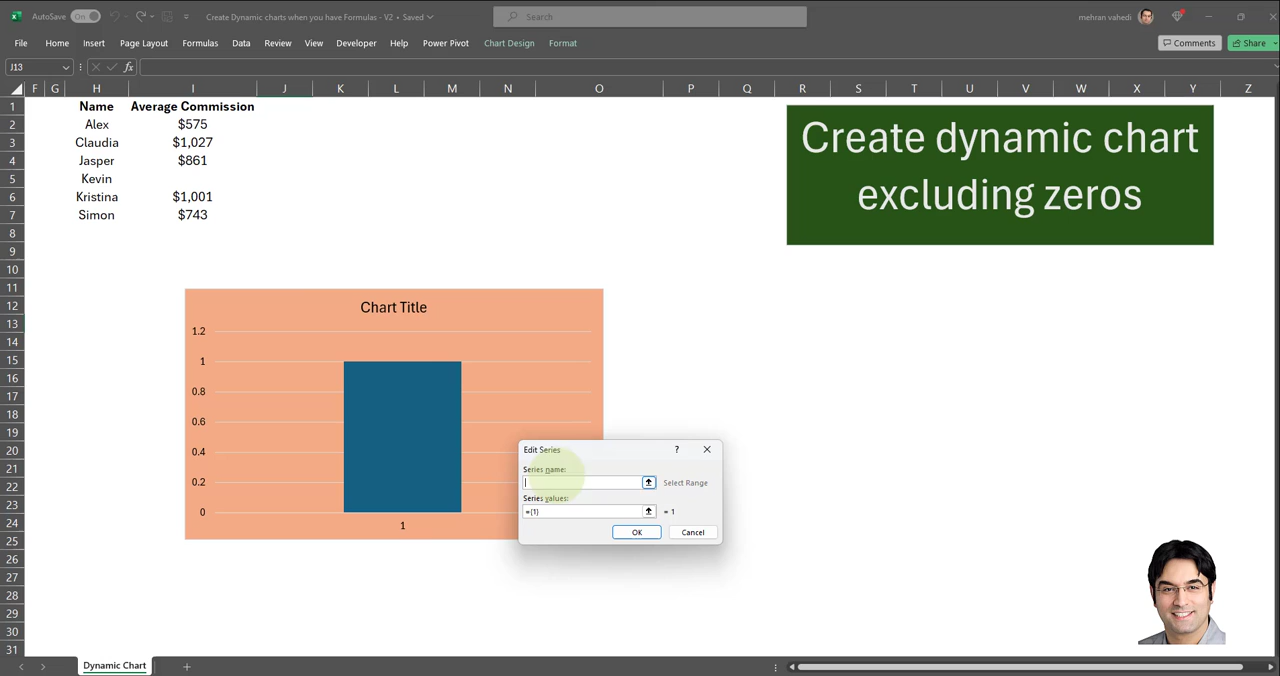 AutoSave Off Create Dynamic charts when you have Formulas - V2 • Saved Search mehran vahedi
File Home Insert Page Layout Formulas Data Review View Developer Help Power Pivot Chart Design Format Comments Share
J13 fx
F G H I J K L M N O P Q R S T U V W X Y Z
1 Name Average Commission
2 Alex $575
3 Claudia $1,027
4 Jasper $861
5 Kevin
6 Kristina $1,001
7 Simon $743
Create dynamic chart
excluding zeros
8
9
10
11
12
13
14
15
16
17
18
19
20
21
22
23
24
25
26
27
28
29
30
31
Chart Title
1.2
1
0.8
0.6
0.4
0.2
0
1
Edit Series ?
Series name:
Select Range
Series values:
={1} = 1
OK Cancel
Dynamic Chart